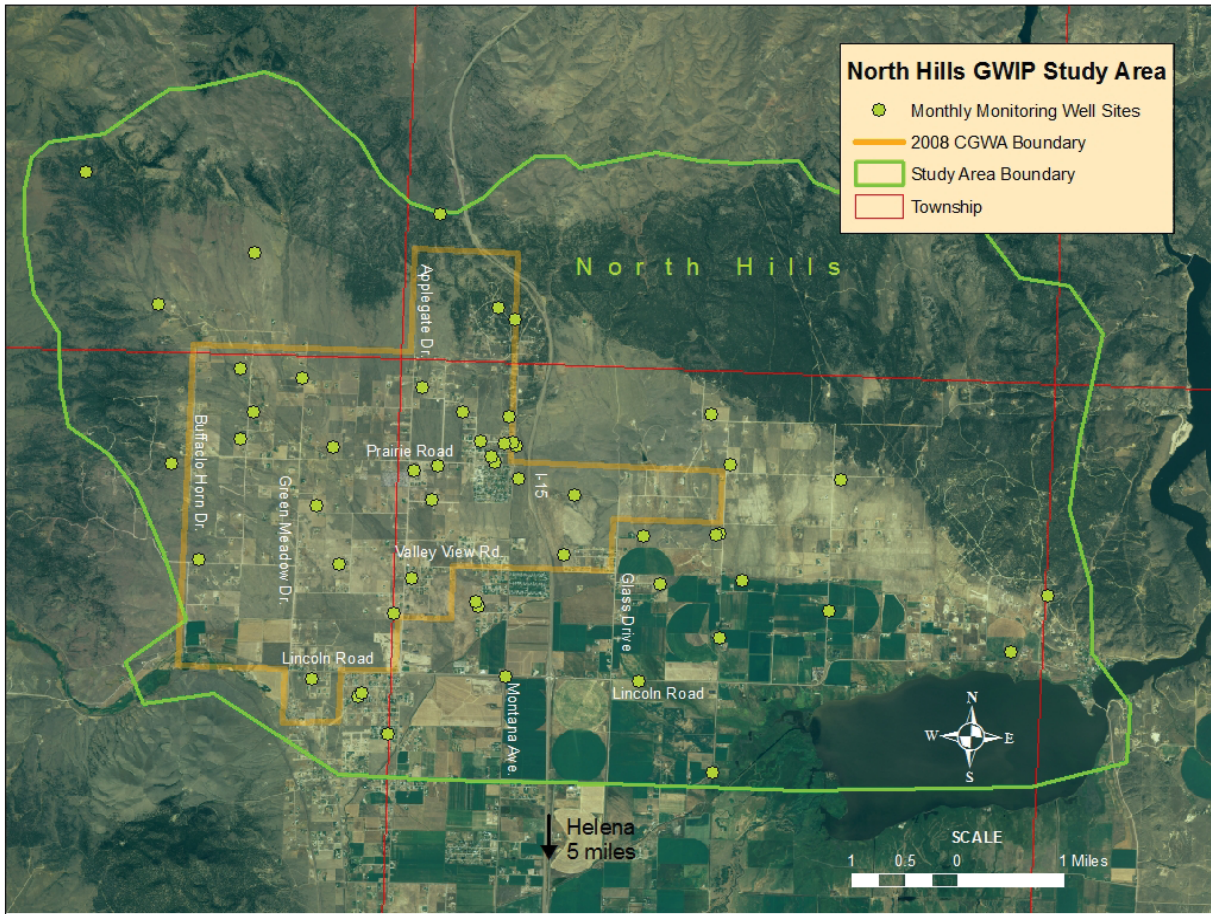 North Hills GWIP Study Area
Monthly Monitoring Well Sites
2008 CGWA Boundary
Study Area Boundary
Township
North Hills
Applegate Dr.
Buffaclo Horn Dr.
Prairie Road
I-15
Green Meadow Dr.
Valley View Rd.
Glass Drive
Lincoln Road
Lincoln Road
Montana Ave.
N
W E
S
Helena
5 miles
SCALE
1 0.5 0 1 Miles